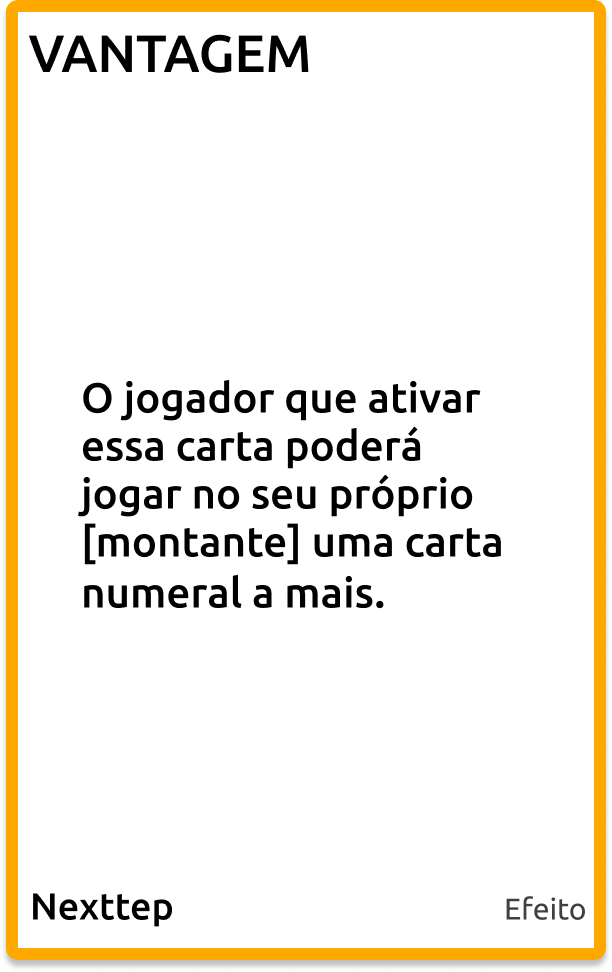 VANTAGEM
O jogador que ativar
essa carta poderá
jogar no seu próprio
[montante] uma carta
numeral a mais.
Nexttep
Efeito